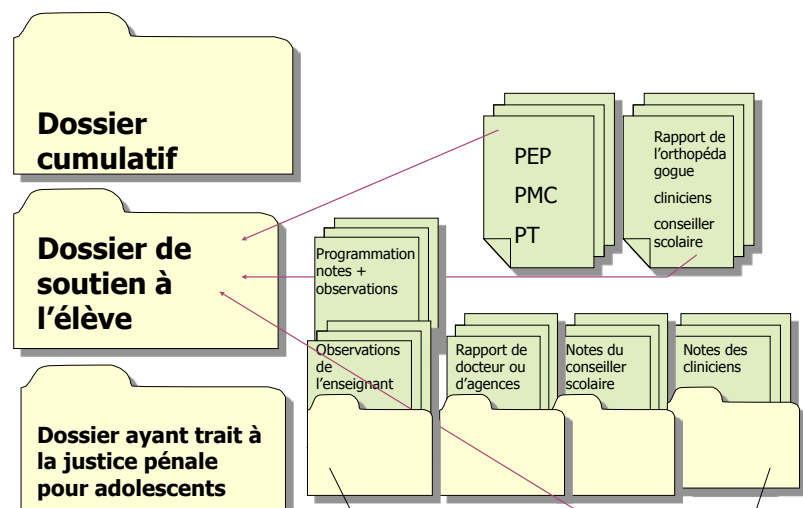 Dossier
cumulatif
PEP
PMC
PT
Rapport de
l'orthopéda
gogue
cliniciens
conseiller
scolaire
Dossier de
soutien à
l'élève
Programmation
notes +
observations
Observations
de
l'enseignant
Rapport de
docteur ou
d'agences
Notes du
conseiller
scolaire
Notes des
cliniciens
Dossier ayant trait à
la justice pénale
pour adolescents